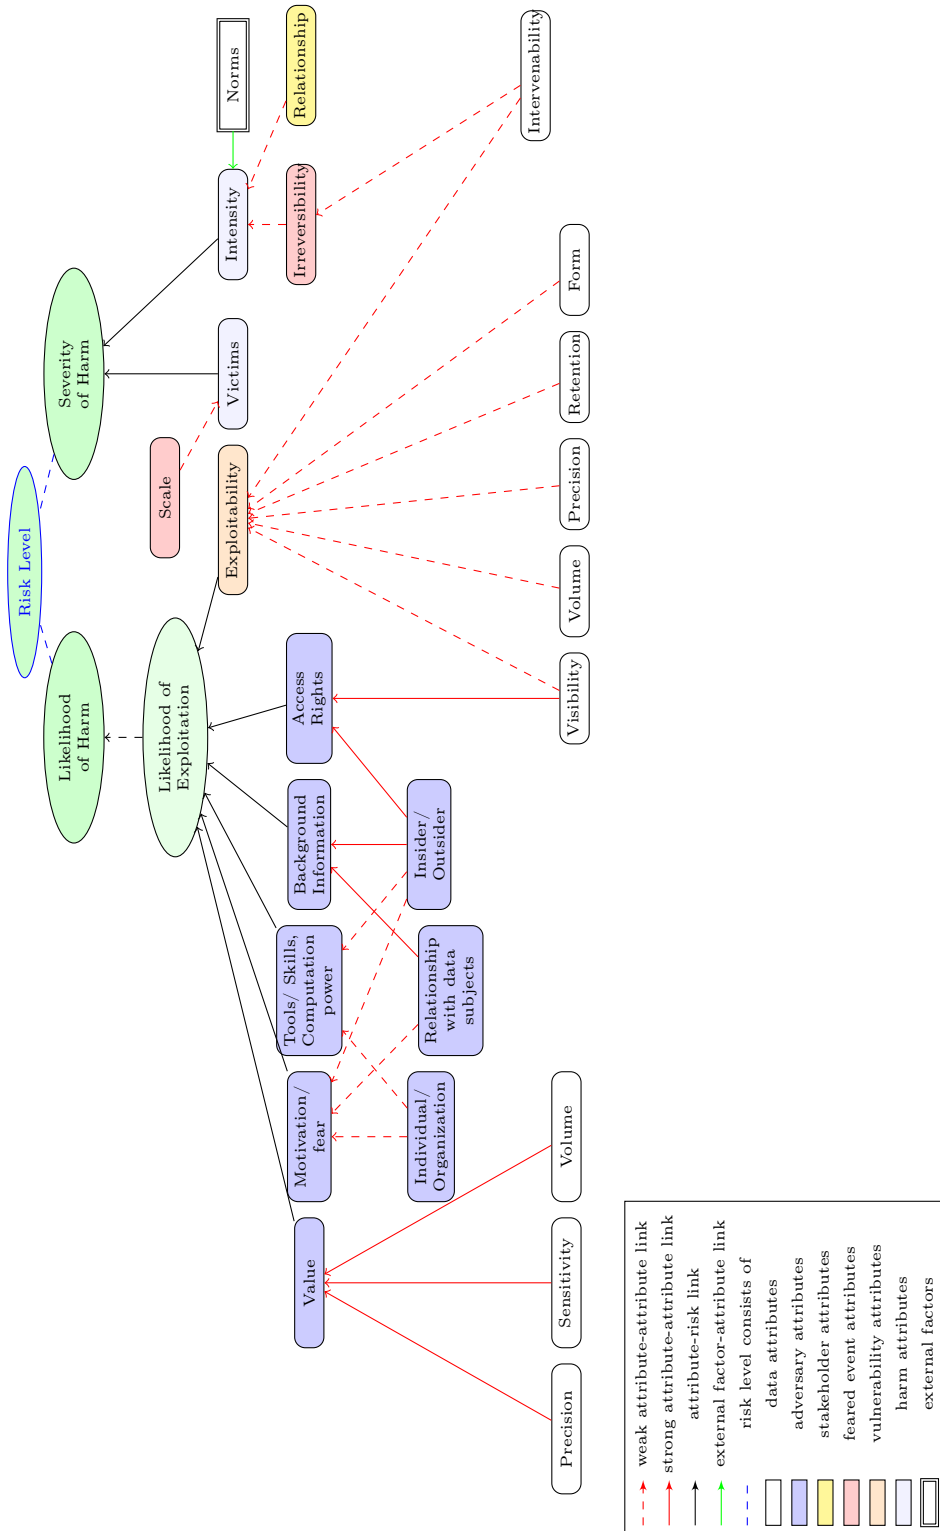 Risk Level
Likelihood
of Harm
Severity
of Harm
Likelihood of
Exploitation
Scale
Exploitability
Victims
Intensity
Norms
Value
Motivation/
fear
Tools/ Skills,
Computation
power
Background
Information
Access
Rights
Irreversibility
Relationship
Individual/
Organization
Relationship
with data
subjects
Insider/
Outsider
Intervenability
Precision
Sensitivity
Volume
Visibility
Volume
Precision
Retention
Form
weak attribute-attribute link
strong attribute-attribute link
attribute-risk link
external factor-attribute link
risk level consists of
data attributes
adversary attributes
stakeholder attributes
feared event attributes
vulnerability attributes
harm attributes
external factors